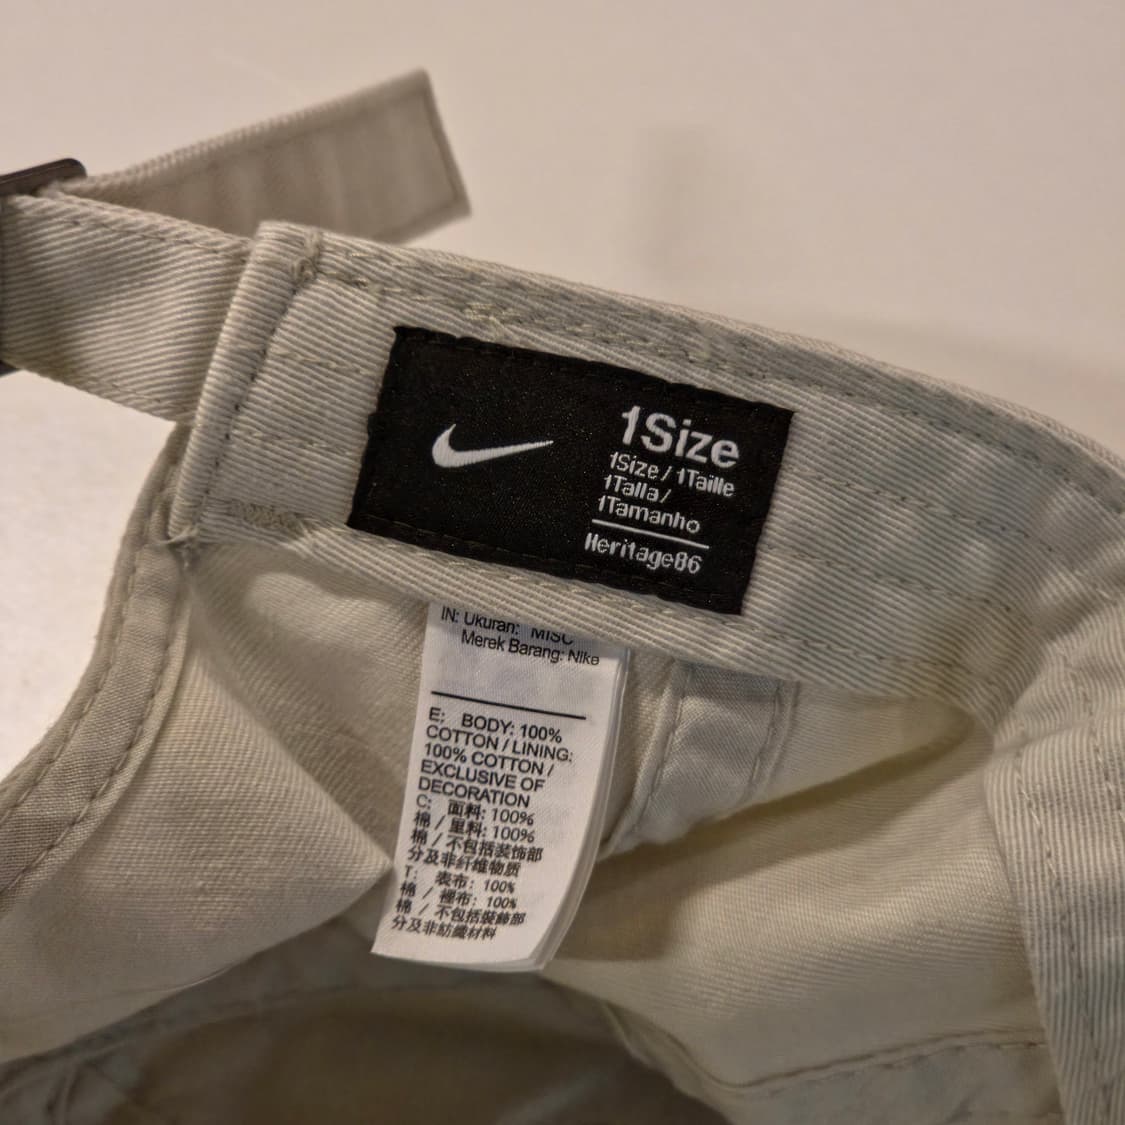 1Size
1Size / 1Taille
1Talla/
1Tamanho
Heritage86
IN: Ukuran: MISC
Merek Barang: Nike
E: BODY: 100%
COTTON / LINING:
100% COTTON /
EXCLUSIVE OF
DECORATION
C: 面料: 100%
棉 / 里料: 100%
棉 / 不包括装饰部
分及非纤维物质
T: 表布: 100%
棉 / 裡布: 100%
棉 / 不包括裝飾部
分及非紡織材料